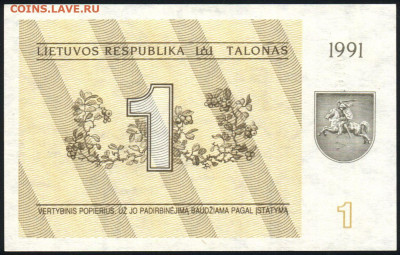 COINS.LAVE.RU
LIETUVOS RESPUBLIKA 1 TALONAS 1991
1
VERTYBINIS POPIERIUS. UŽ JO PADIRBINĖJIMĄ BAUDŽIAMA PAGAL ĮSTATYMĄ
1